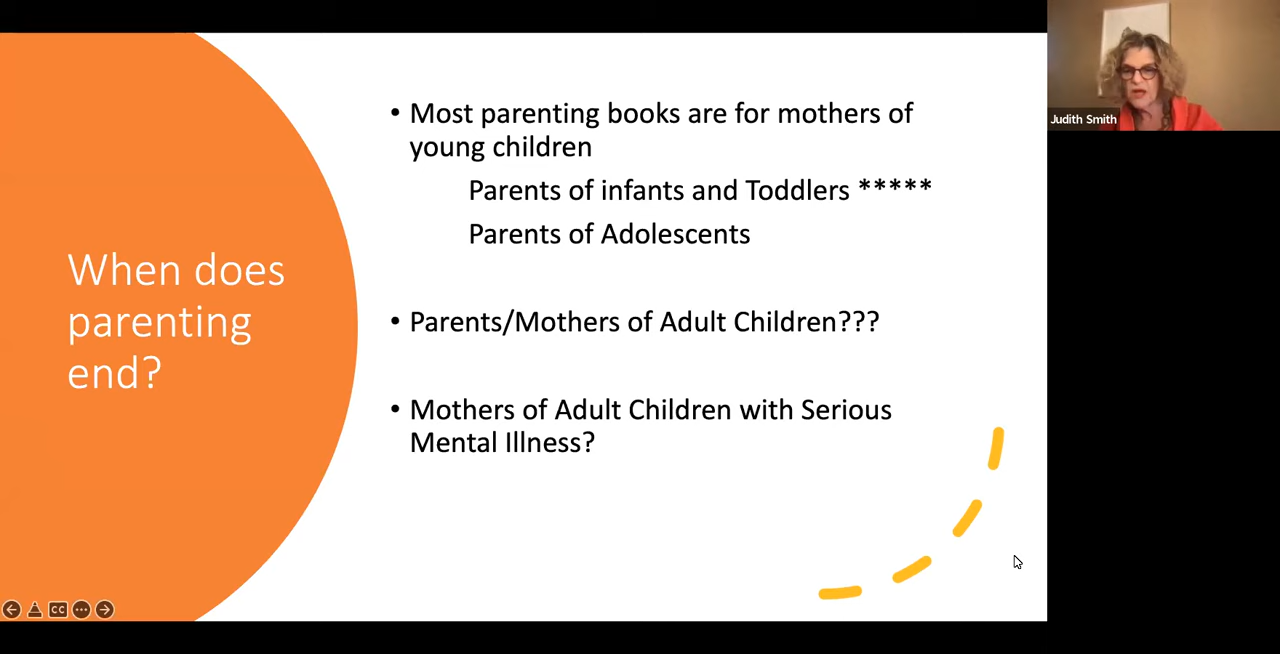 When does
parenting
end?
• Most parenting books are for mothers of
young children
Parents of infants and Toddlers *****
Parents of Adolescents
• Parents/Mothers of Adult Children???
• Mothers of Adult Children with Serious
Mental Illness?
Judith Smith
CC